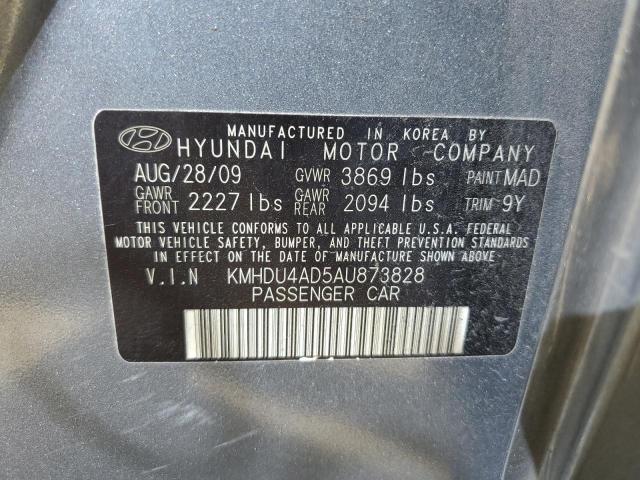 MANUFACTURED IN KOREA BY
HYUNDAI MOTOR COMPANY
AUG/28/09 GVWR 3869 lbs PAINT MAD
GAWR FRONT 2227 lbs GAWR REAR 2094 lbs TRIM 9Y
THIS VEHICLE CONFORMS TO ALL APPLICABLE U.S.A. FEDERAL
MOTOR VEHICLE SAFETY, BUMPER, AND THEFT PREVENTION STANDARDS
IN EFFECT ON THE DATE OF MANUFACTURE SHOWN ABOVE.
V.I.N KMHDU4AD5AU873828
PASSENGER CAR